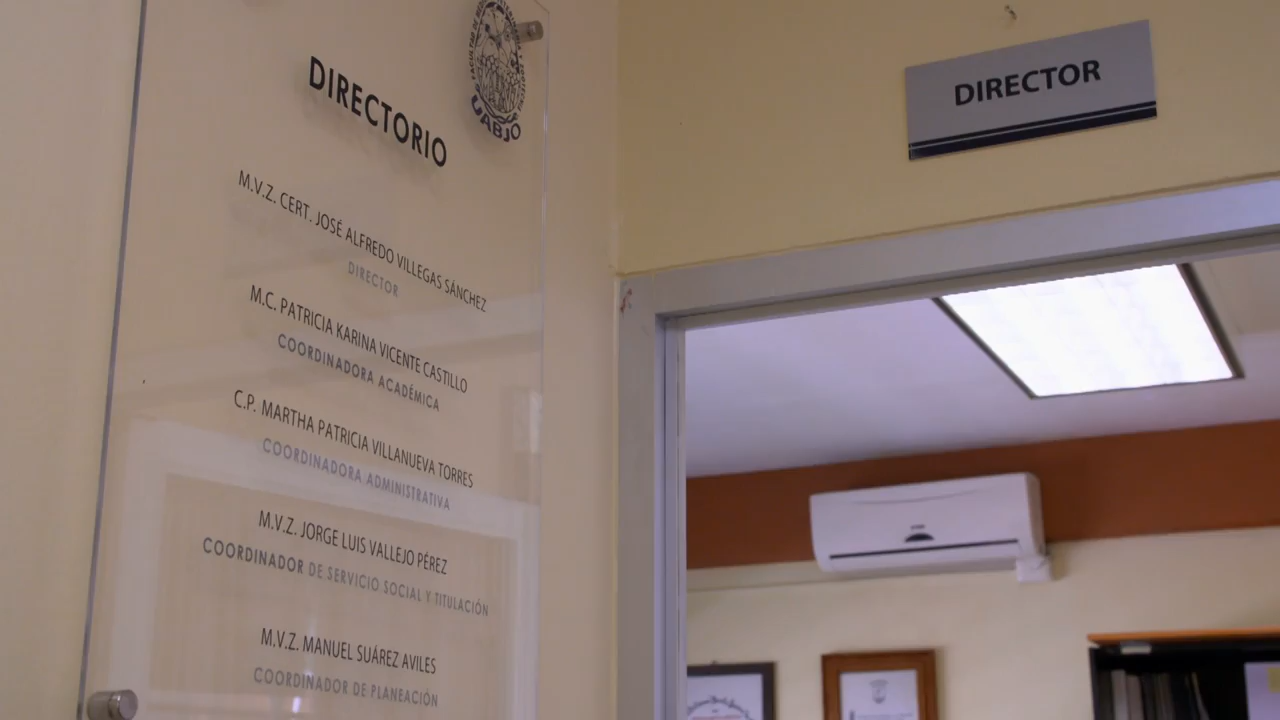 DIRECTORIO
UABJO
M.V.Z. CERT. JOSÉ ALFREDO VILLEGAS SÁNCHEZ
DIRECTOR
M.C. PATRICIA KARINA VICENTE CASTILLO
COORDINADORA ACADÉMICA
C.P. MARTHA PATRICIA VILLANUEVA TORRES
COORDINADORA ADMINISTRATIVA
M.V.Z. JORGE LUIS VALLEJO PÉREZ
COORDINADOR DE SERVICIO SOCIAL Y TITULACIÓN
M.V.Z. MANUEL SUÁREZ AVILES
COORDINADOR DE PLANEACIÓN
DIRECTOR